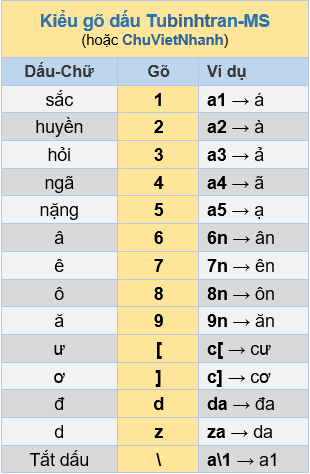 Kiểu gõ dấu Tubinhtran-MS
(hoặc ChuVietNhanh)
Dấu-Chữ Gõ Ví dụ
sắc 1 a1 → á
huyền 2 a2 → à
hỏi 3 a3 → ả
ngã 4 a4 → ã
nặng 5 a5 → ạ
â 6 6n → ân
ê 7 7n → ên
ô 8 8n → ôn
ă 9 9n → ăn
ư [ c[ → cư
ơ ] c] → cơ
đ d da → đa
d z za → da
Tắt dấu \ a\1 → a1